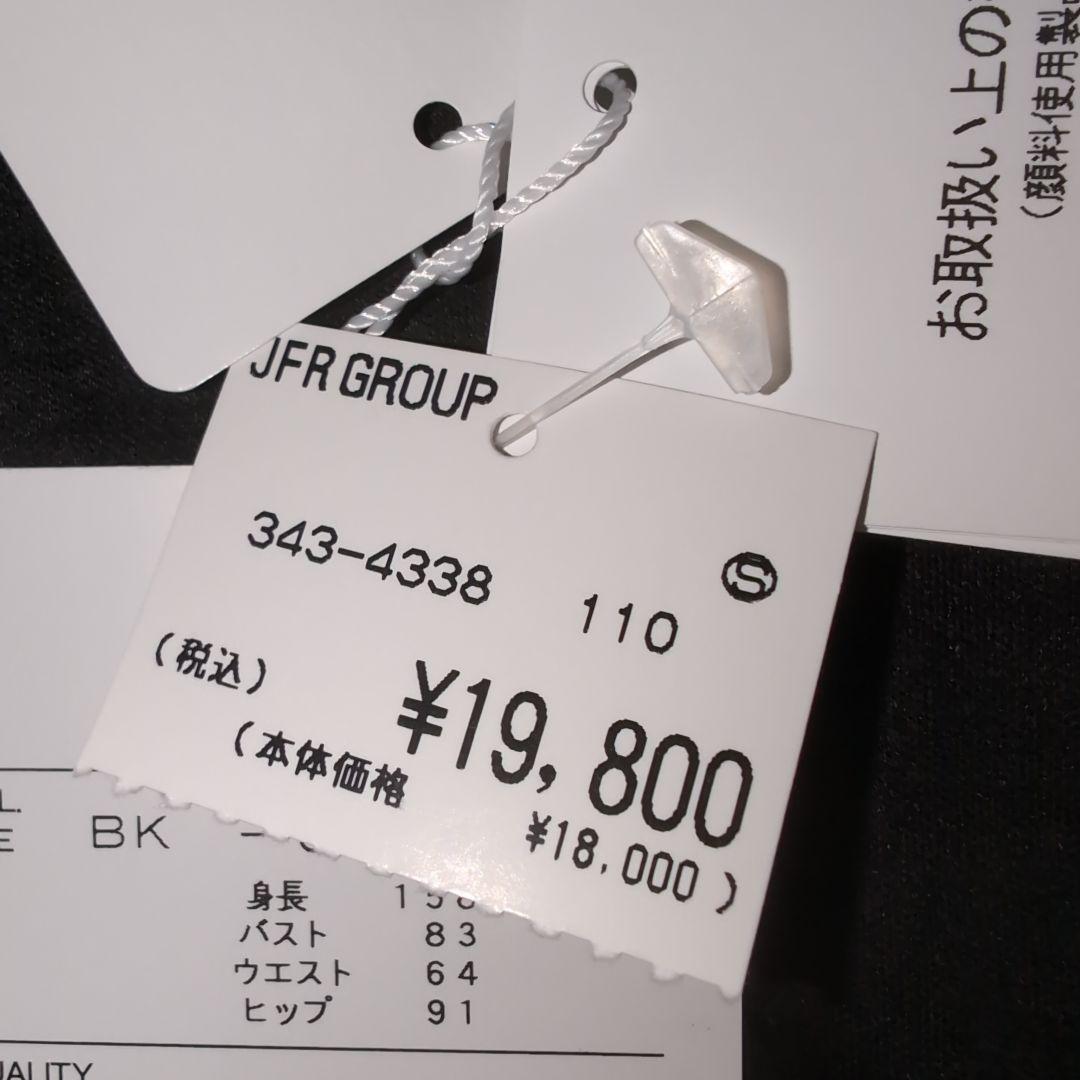 お取扱い上の
(顔料使用製
JFR GROUP
343-4338 110 Ⓢ
(税込) ¥19,800
(本体価格 ¥18,000)
BK
身長 158
バスト 83
ウエスト 64
ヒップ 91